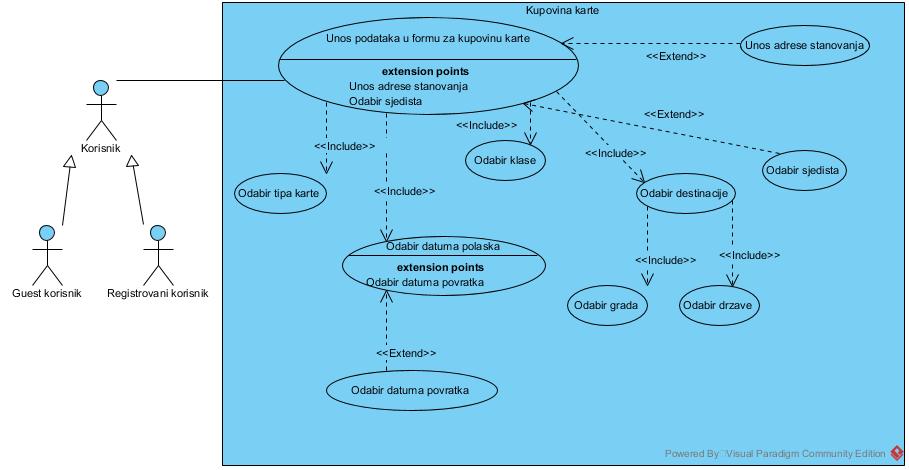 Kupovina karte
Unos podataka u formu za kupovinu karte
extension points
Unos adrese stanovanja
Odabir sjedista
Unos adrese stanovanja
<<Extend>>
<<Extend>>
<<Include>>
<<Include>>
<<Include>>
<<Include>>
Korisnik
Odabir klase
Odabir sjedista
Odabir tipa karte
Odabir destinacije
Odabir datuma polaska
extension points
Odabir datuma povratka
<<Include>>
<<Include>>
Guest korisnik
Registrovani korisnik
Odabir grada
Odabir drzave
<<Extend>>
Odabir datuma povratka
Powered By Visual Paradigm Community Edition